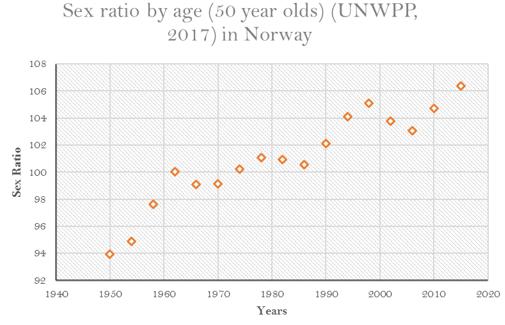 Sex ratio by age (50 year olds) (UNWPP,
2017) in Norway
108
106
104
102
100
98
96
94
92
Sex Ratio
1940 1950 1960 1970 1980 1990 2000 2010 2020
Years